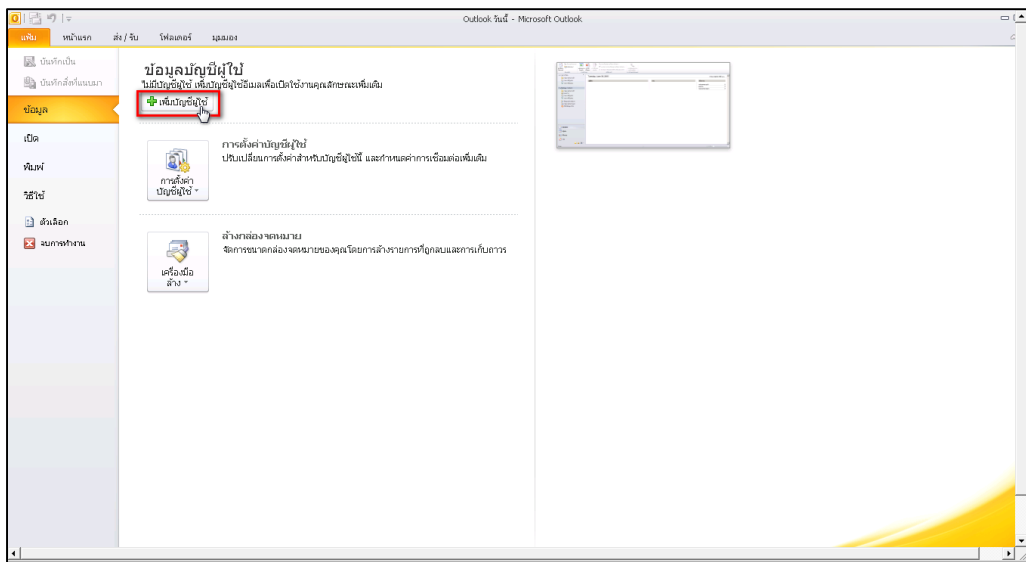 Outlook วันนี้ - Microsoft Outlook
แฟ้ม หน้าแรก ส่ง / รับ โฟลเดอร์ มุมมอง
บันทึกเป็น
บันทึกสิ่งที่แนบมา
ข้อมูล
เปิด
พิมพ์
วิธีใช้
ตัวเลือก
จบการทำงาน
ข้อมูลบัญชีผู้ใช้
ไม่มีบัญชีผู้ใช้ เพิ่มบัญชีผู้ใช้อีเมลเพื่อเปิดใช้งานคุณลักษณะเพิ่มเติม
เพิ่มบัญชีผู้ใช้
การตั้งค่าบัญชีผู้ใช้
การตั้งค่าบัญชีผู้ใช้
ปรับเปลี่ยนการตั้งค่าสำหรับบัญชีผู้ใช้นี้ และกำหนดค่าการเชื่อมต่อเพิ่มเติม
เครื่องมือล้าง
ล้างกล่องจดหมาย
จัดการขนาดกล่องจดหมายของคุณโดยการล้างรายการที่ถูกลบและการเก็บถาวร